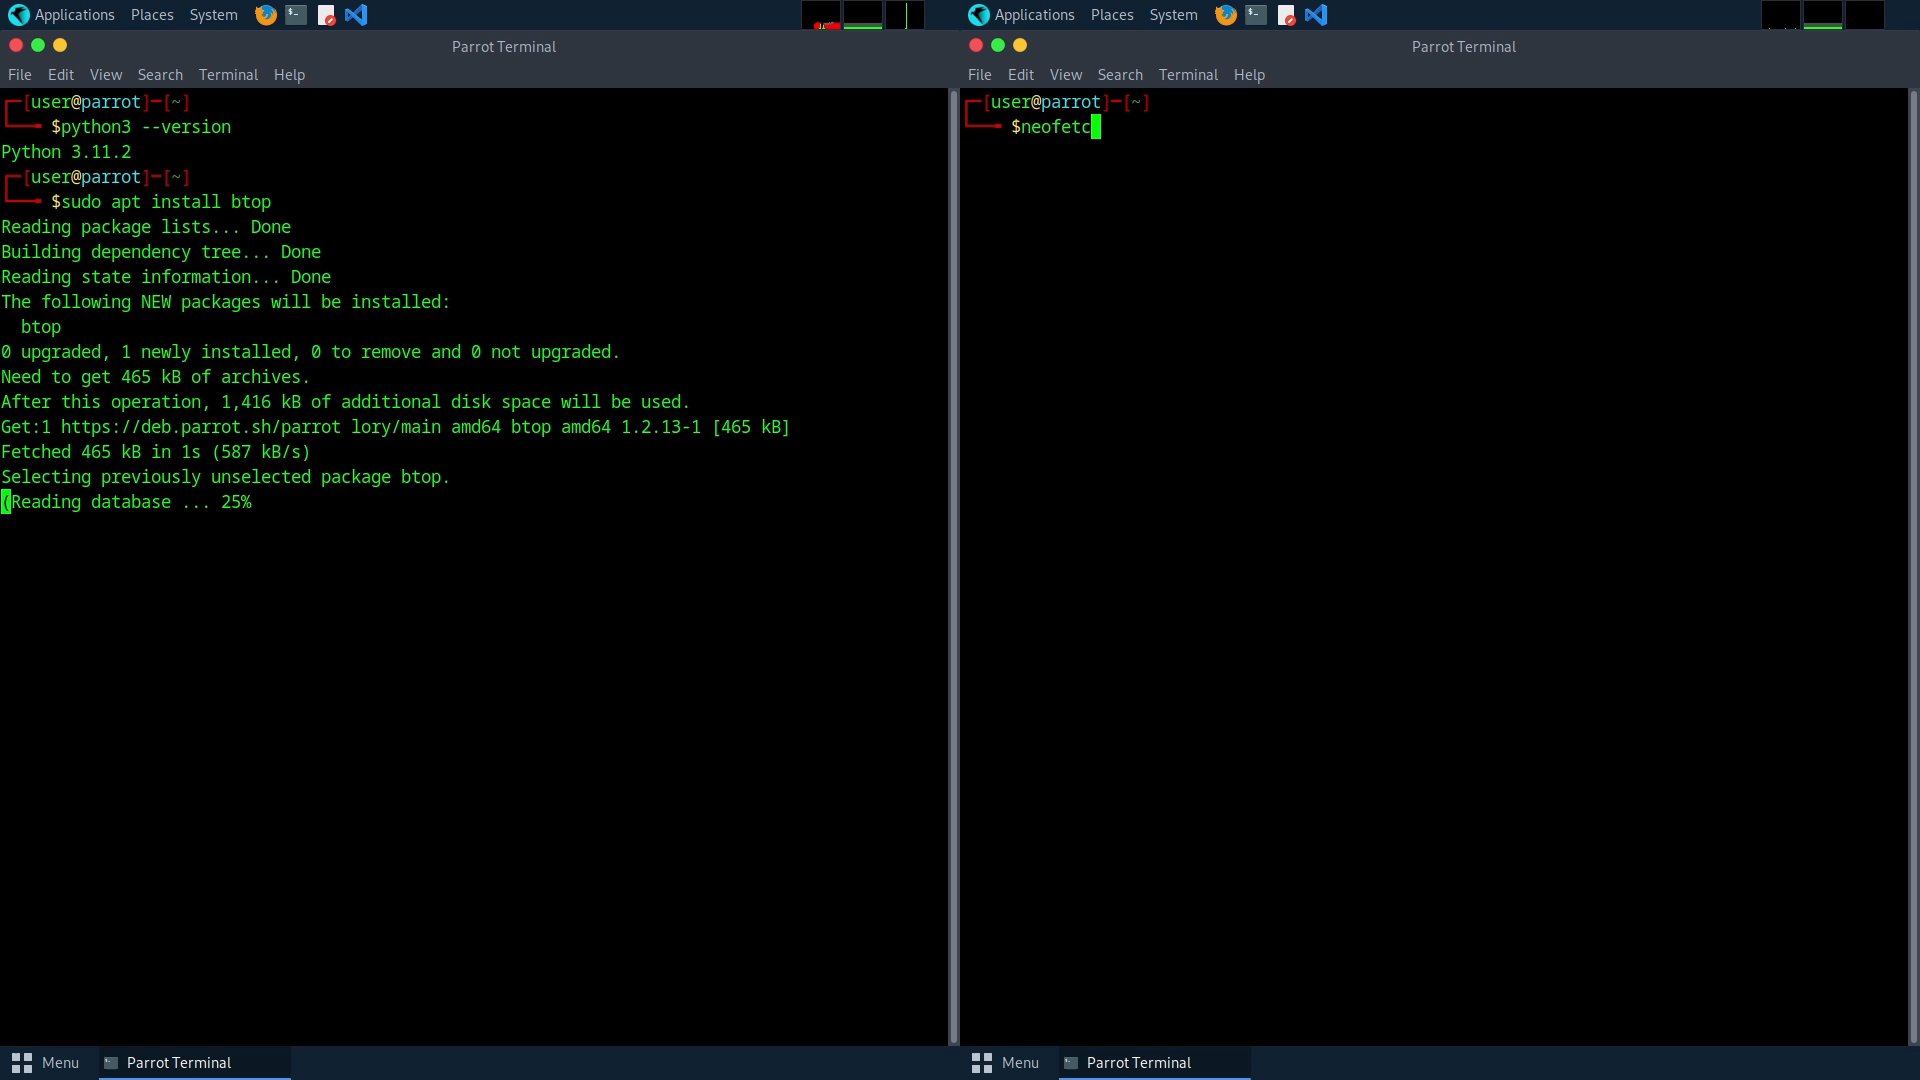 Applications Places System
Parrot Terminal
File Edit View Search Terminal Help
[user@parrot]─[~]
$python3 --version
Python 3.11.2
[user@parrot]─[~]
$sudo apt install btop
Reading package lists... Done
Building dependency tree... Done
Reading state information... Done
The following NEW packages will be installed:
btop
0 upgraded, 1 newly installed, 0 to remove and 0 not upgraded.
Need to get 465 kB of archives.
After this operation, 1,416 kB of additional disk space will be used.
Get:1 https://deb.parrot.sh/parrot lory/main amd64 btop amd64 1.2.13-1 [465 kB]
Fetched 465 kB in 1s (587 kB/s)
Selecting previously unselected package btop.
(Reading database ... 25%
Menu Parrot Terminal
Applications Places System
Parrot Terminal
File Edit View Search Terminal Help
[user@parrot]─[~]
$neofetc
Menu Parrot Terminal